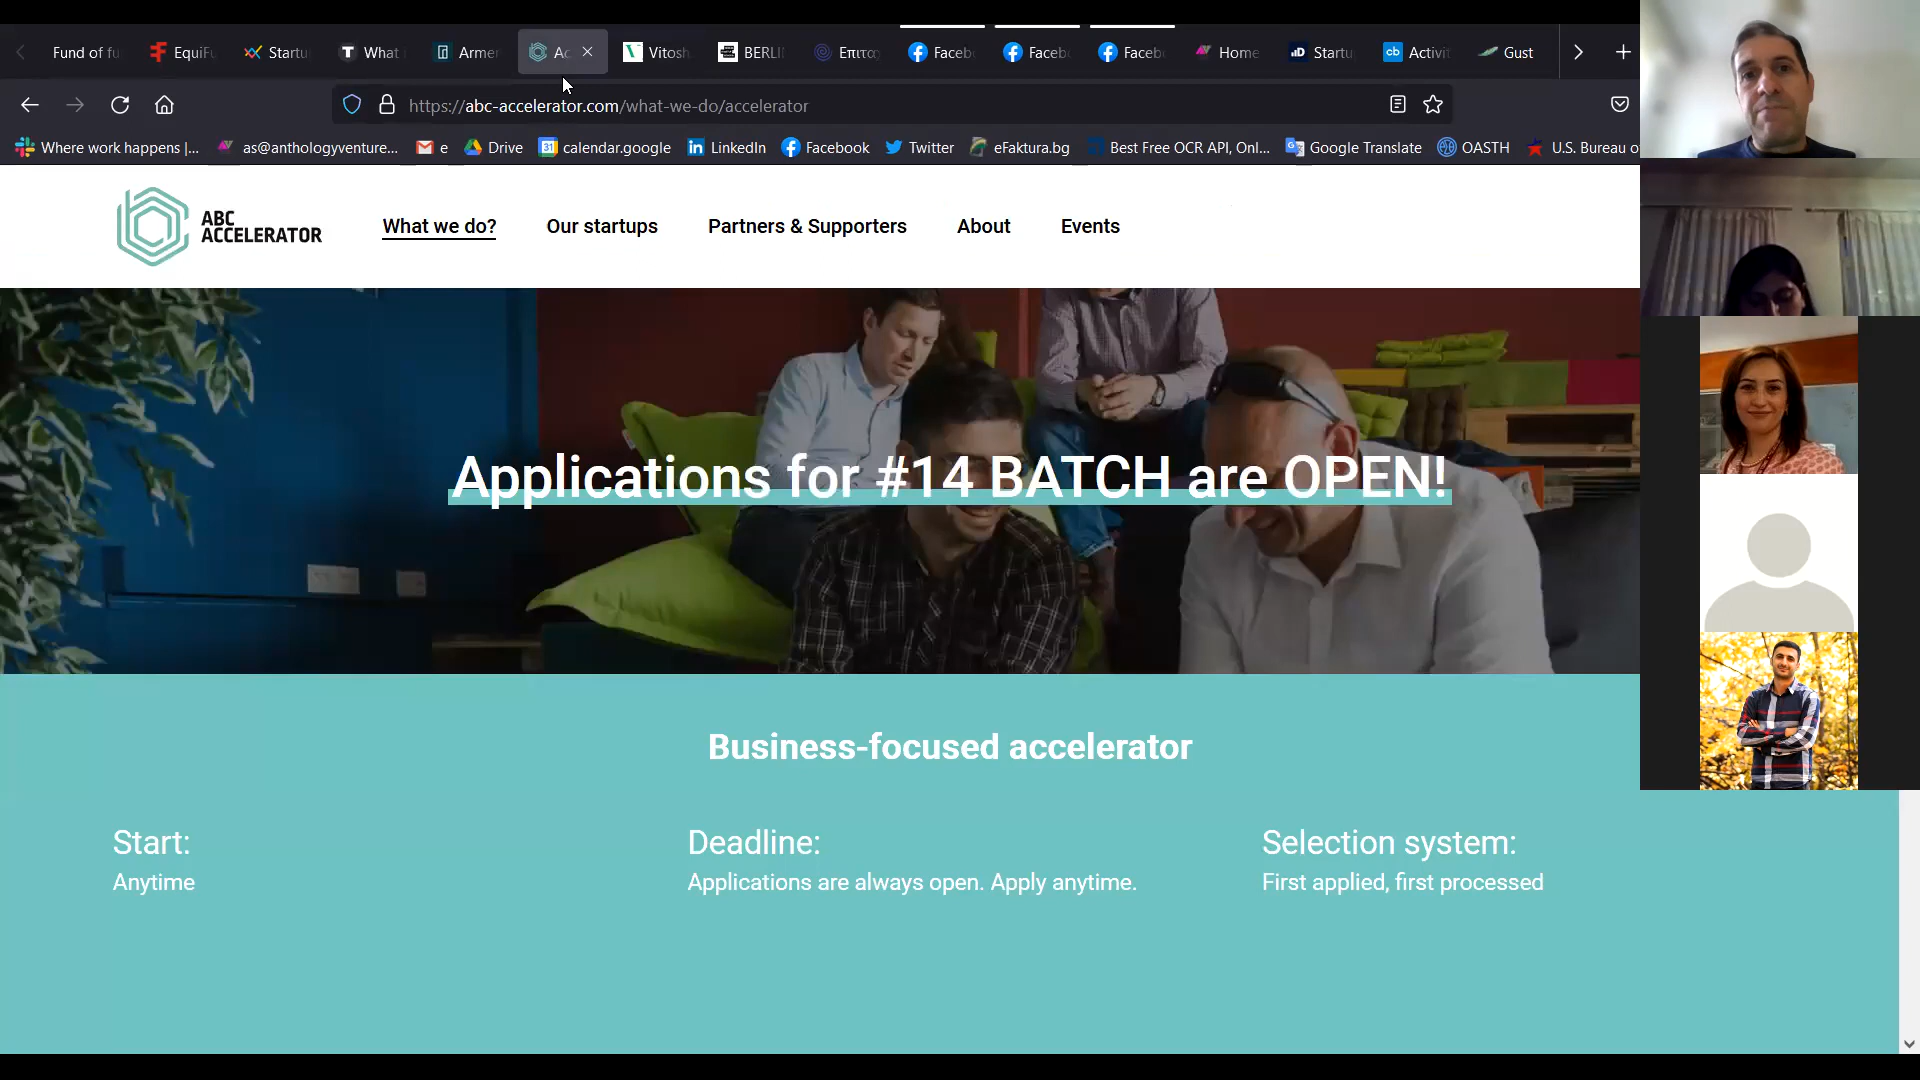 Fund of fu
EquiFu
Startu
What i
Armen
Ac
Vitosh
BERLI
Επιταχ
Faceb
Faceb
Faceb
Home
Startu
Activit
Gust
https://abc-accelerator.com/what-we-do/accelerator
Where work happens |...
as@anthologyventure...
e
Drive
31
calendar.google
LinkedIn
Facebook
Twitter
eFaktura.bg
Best Free OCR API, Onl...
Google Translate
OASTH
U.S. Bureau o
ABC
ACCELERATOR
What we do?
Our startups
Partners & Supporters
About
Events
Applications for #14 BATCH are OPEN!
Business-focused accelerator
Start:
Anytime
Deadline:
Applications are always open. Apply anytime.
Selection system:
First applied, first processed